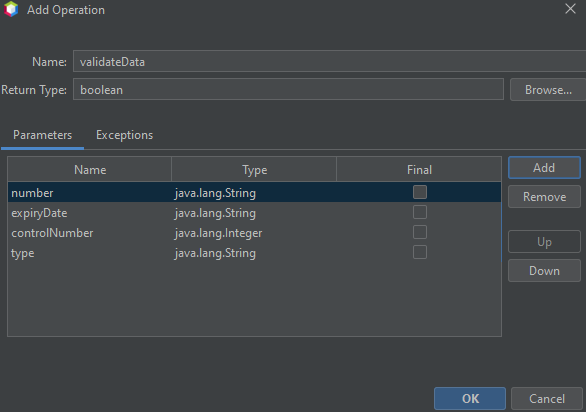 Add Operation
Name: validateData
Return Type: boolean Browse...
Parameters Exceptions
Name Type Final Add
number java.lang.String
expiryDate java.lang.String Remove
controlNumber java.lang.Integer Up
type java.lang.String
Down
OK Cancel